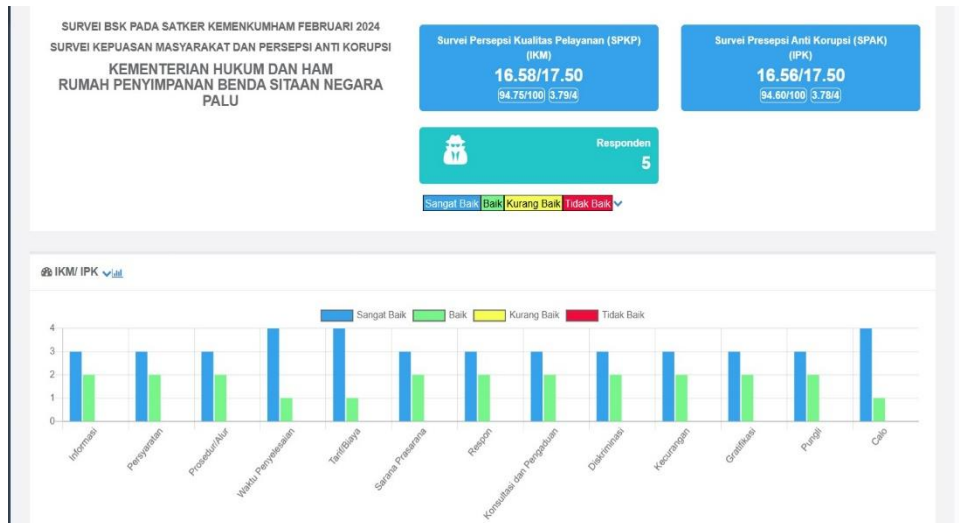 SURVEI BSK PADA SATKER KEMENKUMHAM FEBRUARI 2024
SURVEI KEPUASAN MASYARAKAT DAN PERSEPSI ANTI KORUPSI
KEMENTERIAN HUKUM DAN HAM
RUMAH PENYIMPANAN BENDA SITAAN NEGARA
PALU
Survei Persepsi Kualitas Pelayanan (SPKP)
(IKM)
16.58/17.50
94.75/100 3.79/4
Survei Presepsi Anti Korupsi (SPAK)
(IPK)
16.56/17.50
94.60/100 3.78/4
Responden
5
Sangat Baik Baik Kurang Baik Tidak Baik
IKM/ IPK
Sangat Baik Baik Kurang Baik Tidak Baik
4
3
2
1
0
Informasi
Persyaratan
Prosedur/Alur
Waktu Penyelesaian
Tarif/Biaya
Sarana Prasarana
Respon
Konsultasi dan Pengaduan
Diskriminasi
Kecurangan
Gratifikasi
Pungli
Calo